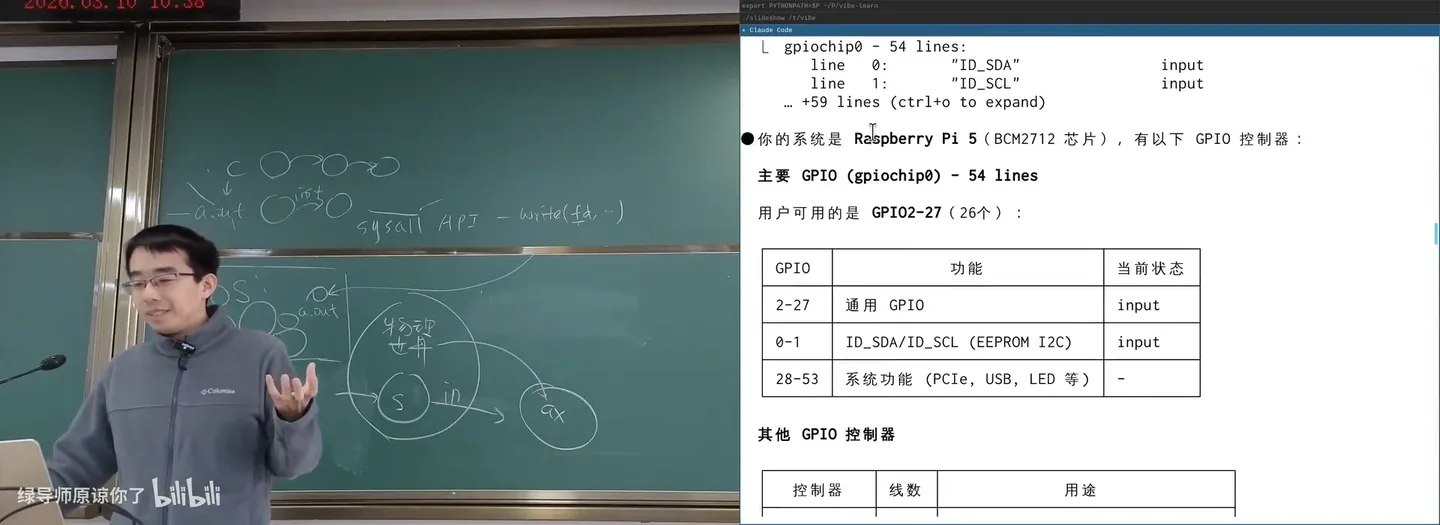 2026.03.10 10:38
C
a.out
int
syscall API - write(fd, ...)
OS
a.out
物理
世界
S
in
ax
Columbia
绿导师原谅你了 bilibili
export PYTHONPATH=$P ~/P/vibe-learn
./slideshow /t/vibe
Claude Code
gpiochip0 - 54 lines:
line 0: "ID_SDA" input
line 1: "ID_SCL" input
… +59 lines (ctrl+o to expand)
你的系统是 Raspberry Pi 5（BCM2712 芯片），有以下 GPIO 控制器：
主要 GPIO (gpiochip0) - 54 lines
用户可用的是 GPIO2-27（26个）：
GPIO 功能 当前状态
2-27 通用 GPIO input
0-1 ID_SDA/ID_SCL (EEPROM I2C) input
28-53 系统功能 (PCIe, USB, LED 等) -
其他 GPIO 控制器
控制器 线数 用途